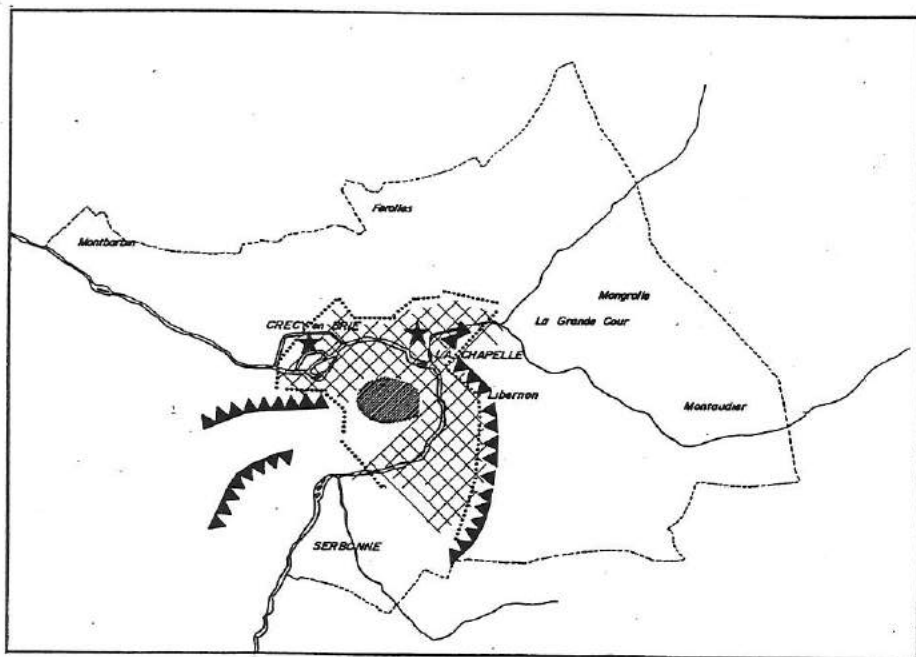 Ferolles
Montbarbin
Mongrolle
CRECY en BRIE
La Grande Cour
LA CHAPELLE
Libernon
Montaudier
SERBONNE